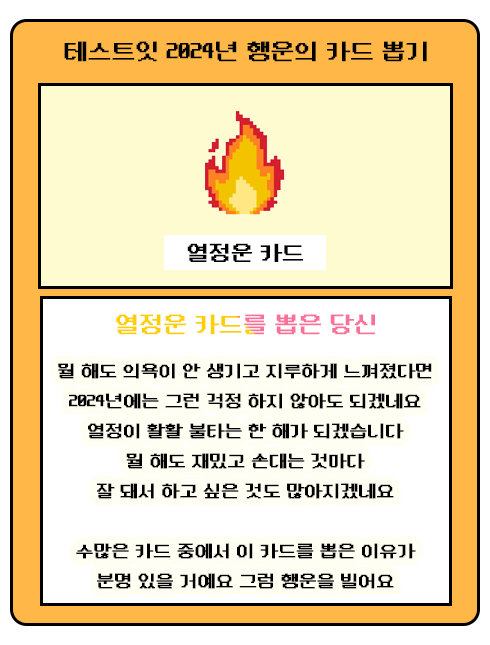 테스트잇 2024년 행운의 카드 뽑기
열정운 카드
열정운 카드를 뽑은 당신
뭘 해도 의욕이 안 생기고 지루하게 느껴졌다면
2024년에는 그런 걱정 하지 않아도 되겠네요
열정이 활활 불타는 한 해가 되겠습니다
뭘 해도 재밌고 손대는 것마다
잘 돼서 하고 싶은 것도 많아지겠네요
수많은 카드 중에서 이 카드를 뽑은 이유가
분명 있을 거예요 그럼 행운을 빌어요